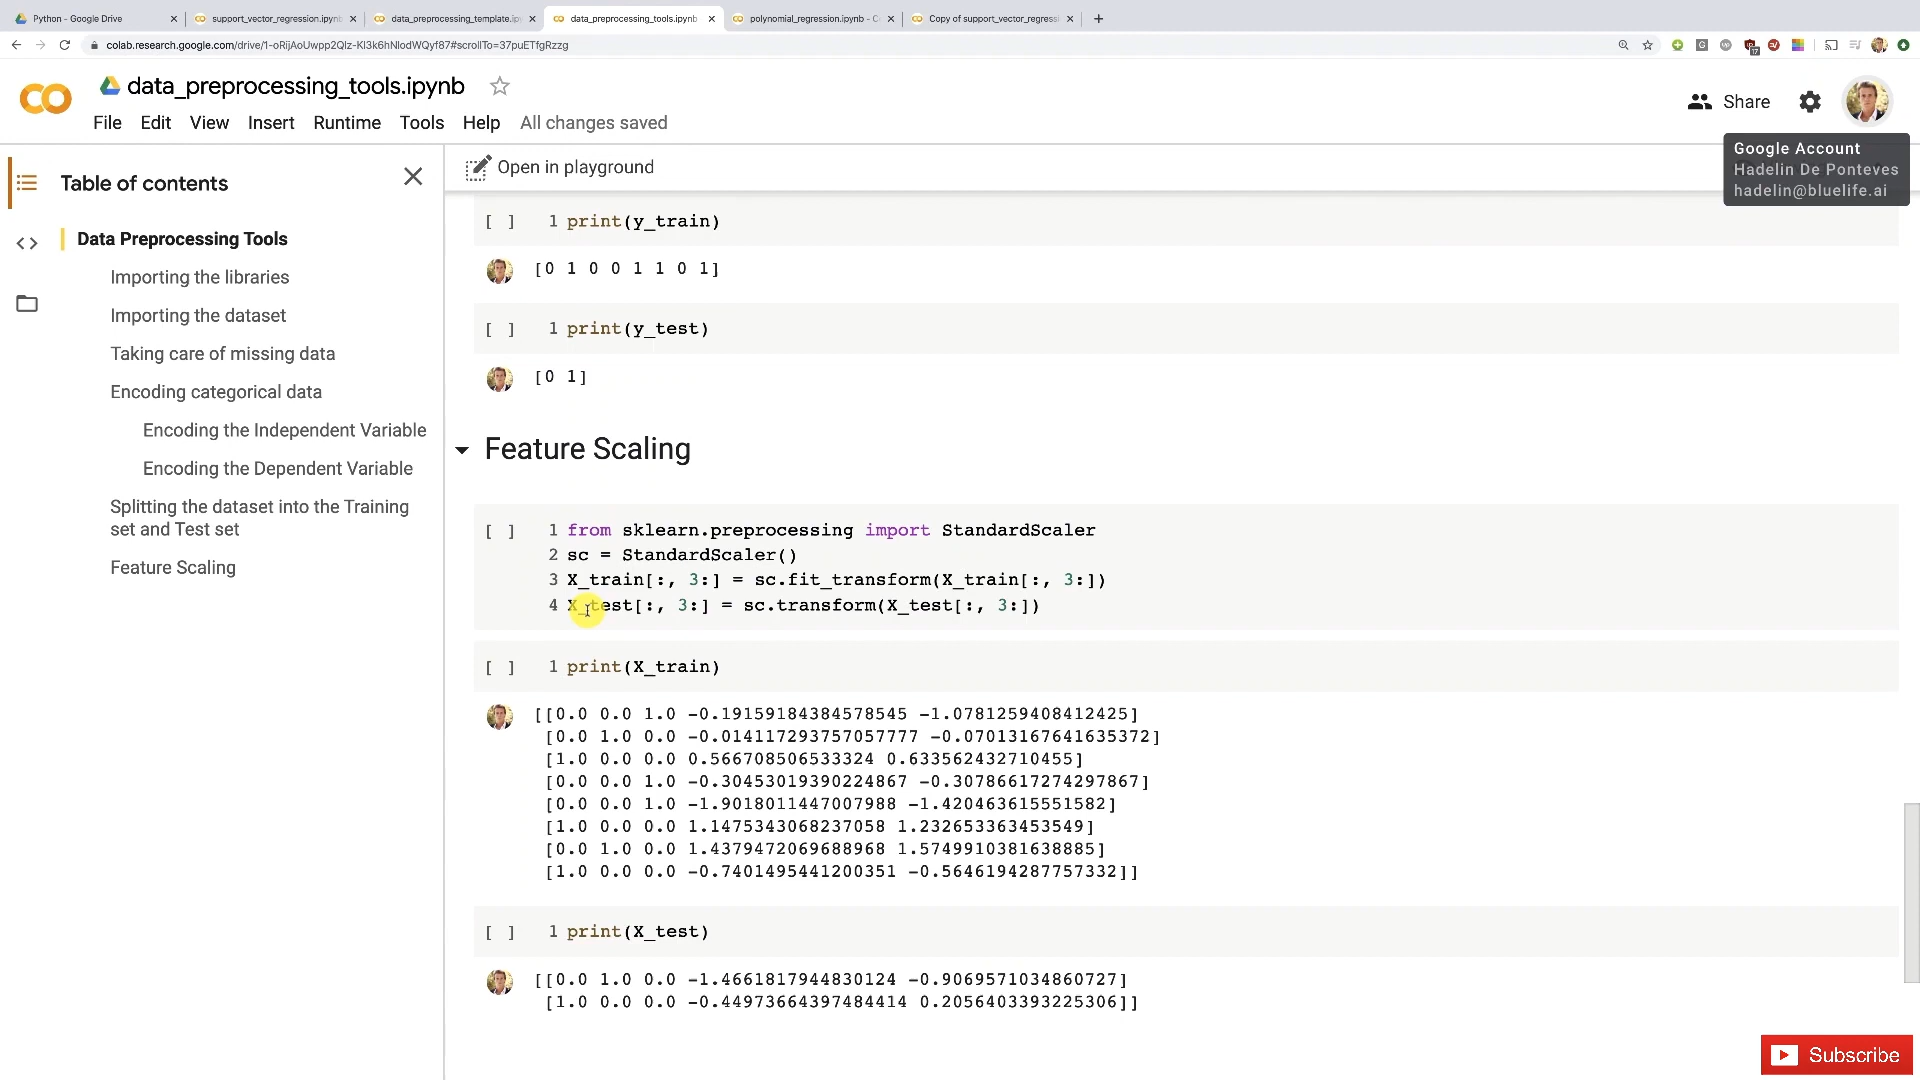 Python - Google Drive
support_vector_regression.ipynb
data_preprocessing_template.ip
data_preprocessing_tools.ipynb
polynomial_regression.ipynb - C
Copy of support_vector_regress
colab.research.google.com/drive/1-oRijAoUwpp2Qlz-KI3k6hNlodWQyf87#scrollTo=37puETfgRzzg
data_preprocessing_tools.ipynb
Share
File Edit View Insert Runtime Tools Help All changes saved
Google Account
Hadelin De Ponteves
hadelin@bluelife.ai
Table of contents
Data Preprocessing Tools
Importing the libraries
Importing the dataset
Taking care of missing data
Encoding categorical data
Encoding the Independent Variable
Encoding the Dependent Variable
Splitting the dataset into the Training
set and Test set
Feature Scaling
Open in playground
[ ] 1 print(y_train)
[0 1 0 0 1 1 0 1]
[ ] 1 print(y_test)
[0 1]
Feature Scaling
[ ] 1 from sklearn.preprocessing import StandardScaler
2 sc = StandardScaler()
3 X_train[:, 3:] = sc.fit_transform(X_train[:, 3:])
4 X_test[:, 3:] = sc.transform(X_test[:, 3:])
[ ] 1 print(X_train)
[[0.0 0.0 1.0 -0.19159184384578545 -1.0781259408412425]
[0.0 1.0 0.0 -0.014117293757057777 -0.07013167641635372]
[1.0 0.0 0.0 0.566708506533324 0.633562432710455]
[0.0 0.0 1.0 -0.30453019390224867 -0.30786617274297867]
[0.0 0.0 1.0 -1.9018011447007988 -1.420463615551582]
[1.0 0.0 0.0 1.1475343068237058 1.232653363453549]
[0.0 1.0 0.0 1.4379472069688968 1.5749910381638885]
[1.0 0.0 0.0 -0.7401495441200351 -0.5646194287757332]]
[ ] 1 print(X_test)
[[0.0 1.0 0.0 -1.4661817944830124 -0.9069571034860727]
[1.0 0.0 0.0 -0.44973664397484414 0.2056403393225306]]
Subscribe